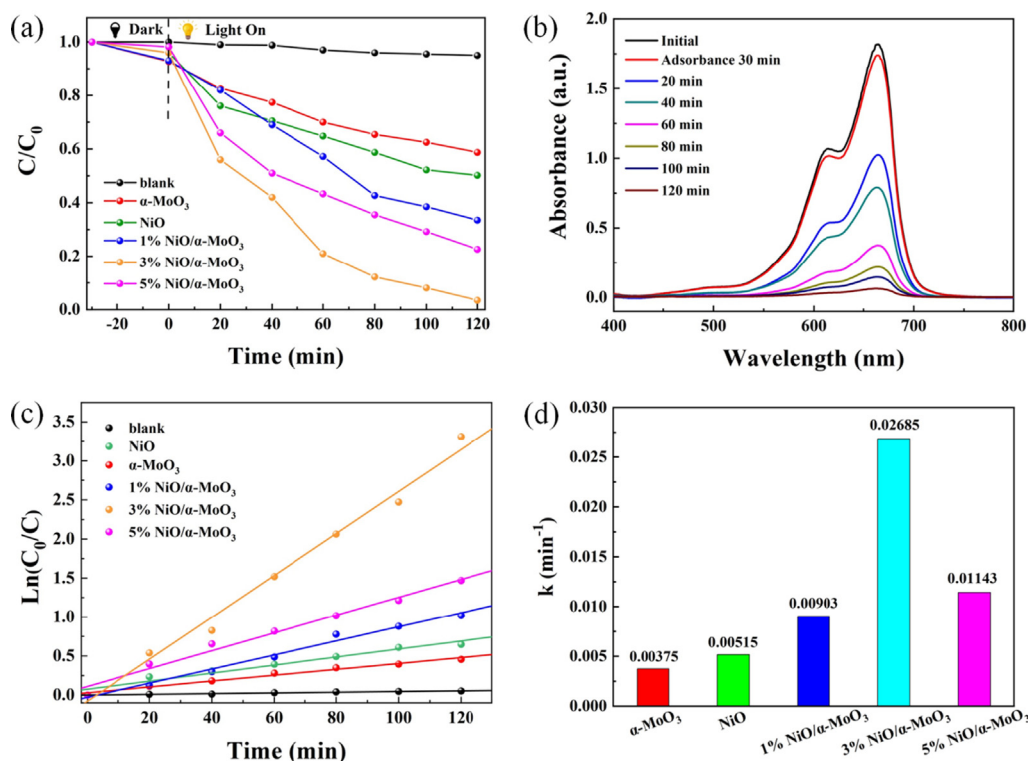 (a)
Dark
Light On
C/C₀
1.0
0.8
0.6
0.4
0.2
0.0
blank
α-MoO₃
NiO
1% NiO/α-MoO₃
3% NiO/α-MoO₃
5% NiO/α-MoO₃
-20 0 20 40 60 80 100 120
Time (min)
(b)
Absorbance (a.u.)
2.0
1.5
1.0
0.5
0.0
Initial
Adsorbance 30 min
20 min
40 min
60 min
80 min
100 min
120 min
400 500 600 700 800
Wavelength (nm)
(c)
Ln(C₀/C)
3.5
3.0
2.5
2.0
1.5
1.0
0.5
0.0
blank
NiO
α-MoO₃
1% NiO/α-MoO₃
3% NiO/α-MoO₃
5% NiO/α-MoO₃
0 20 40 60 80 100 120
Time (min)
(d)
k (min⁻¹)
0.030
0.025
0.020
0.015
0.010
0.005
0.000
0.00375
0.00515
0.00903
0.02685
0.01143
α-MoO₃
NiO
1% NiO/α-MoO₃
3% NiO/α-MoO₃
5% NiO/α-MoO₃